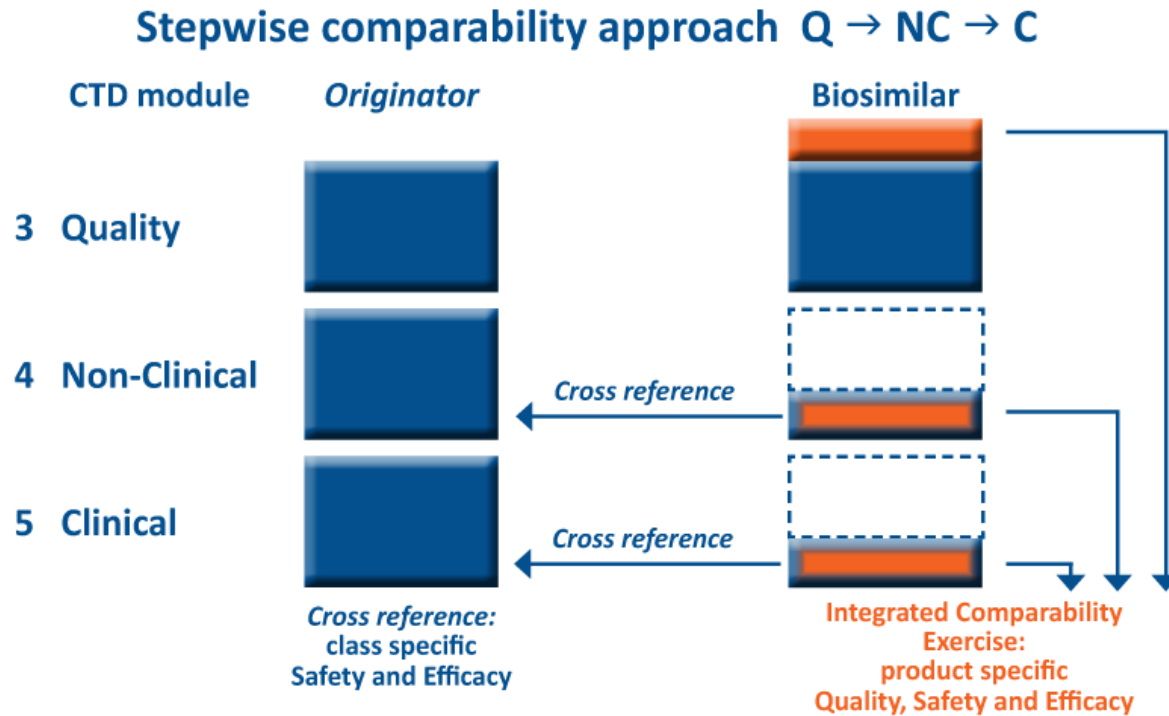 Stepwise comparability approach Q → NC → C
CTD module
Originator
Biosimilar
3 Quality
4 Non-Clinical
Cross reference
5 Clinical
Cross reference
Cross reference:
class specific
Safety and Efficacy
Integrated Comparability
Exercise:
product specific
Quality, Safety and Efficacy